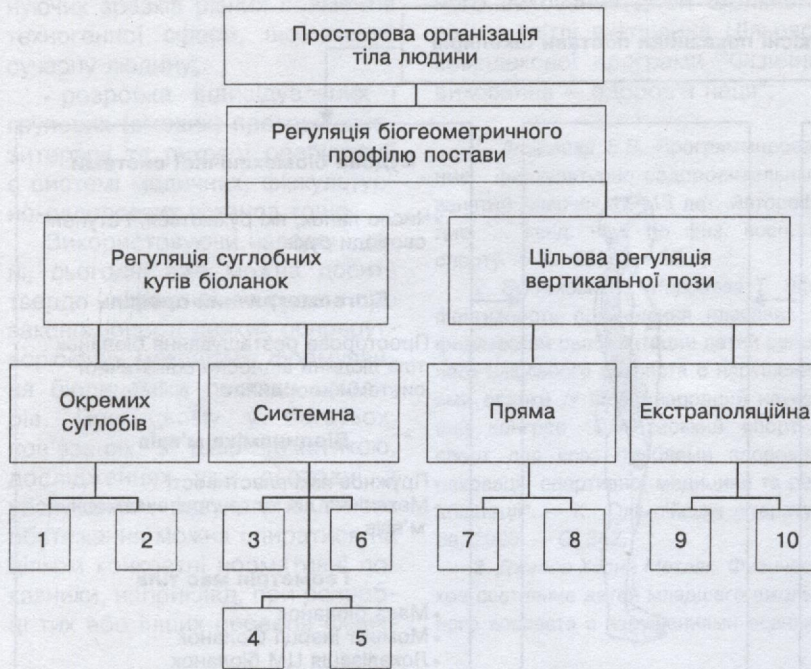 Просторова організація
тіла людини
Регуляція біогеометричного
профілю постави
Регуляція суглобних
кутів біоланок
Цільова регуляція
вертикальної пози
Окремих
суглобів
Системна
Пряма
Екстраполяційна
1
2
3
6
7
8
9
10
4
5